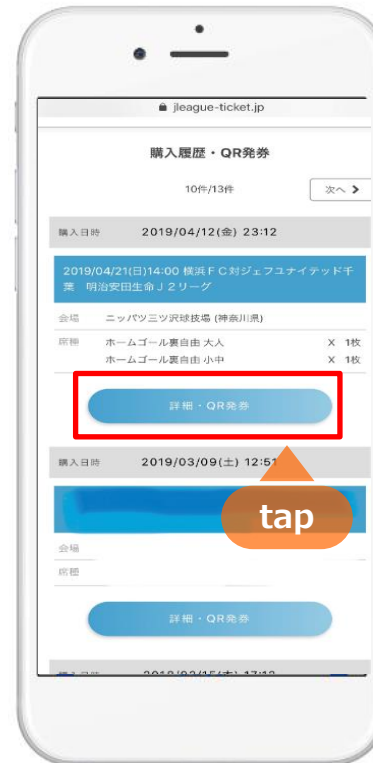 jleague-ticket.jp
購入履歴・QR発券
10件/13件
次へ
購入日時 2019/04/12(金) 23:12
2019/04/21(日)14:00 横浜ＦＣ対ジェフユナイテッド千
葉 明治安田生命Ｊ２リーグ
会場 ニッパツ三ツ沢球技場 (神奈川県)
席種 ホームゴール裏自由 大人 X 1枚
ホームゴール裏自由 小中 X 1枚
詳細・QR発券
購入日時 2019/03/09(土) 12:51
tap
会場
席種
詳細・QR発券